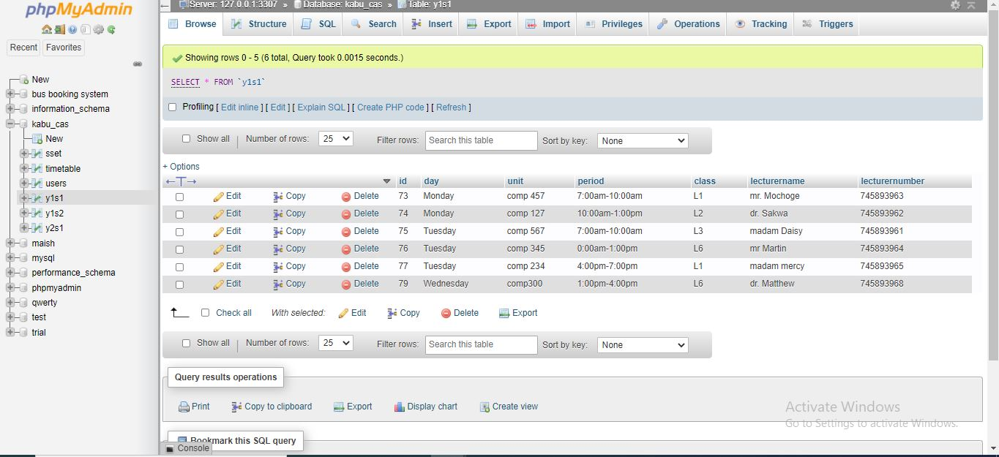 phpMyAdmin
Recent Favorites
New
bus booking system
information_schema
kabu_cas
New
sset
timetable
users
y1s1
y1s2
y2s1
maish
mysql
performance_schema
phpmyadmin
qwerty
test
trial
Server: 127.0.0.1:3307 » Database: kabu_cas » Table: y1s1
Browse Structure SQL Search Insert Export Import Privileges Operations Tracking Triggers
Showing rows 0 - 5 (6 total, Query took 0.0015 seconds.)
SELECT * FROM `y1s1`
Profiling [ Edit inline ] [ Edit ] [ Explain SQL ] [ Create PHP code ] [ Refresh ]
Show all | Number of rows: 25 Filter rows: Search this table Sort by key: None
+ Options
←T→ id day unit period class lecturername lecturernumber
Edit Copy Delete 73 Monday comp 457 7:00am-10:00am L1 mr. Mochoge 745893963
Edit Copy Delete 74 Monday comp 127 10:00am-1:00pm L2 dr. Sakwa 745893962
Edit Copy Delete 75 Tuesday comp 567 7:00am-10:00am L3 madam Daisy 745893961
Edit Copy Delete 76 Tuesday comp 345 0:00am-1:00pm L6 mr Martin 745893964
Edit Copy Delete 77 Tuesday comp 234 4:00pm-7:00pm L1 madam mercy 745893965
Edit Copy Delete 79 Wednesday comp300 1:00pm-4:00pm L6 dr. Matthew 745893968
Check all With selected: Edit Copy Delete Export
Show all | Number of rows: 25 Filter rows: Search this table Sort by key: None
Query results operations
Print Copy to clipboard Export Display chart Create view
Activate Windows
Go to Settings to activate Windows.
Bookmark this SQL query
Console